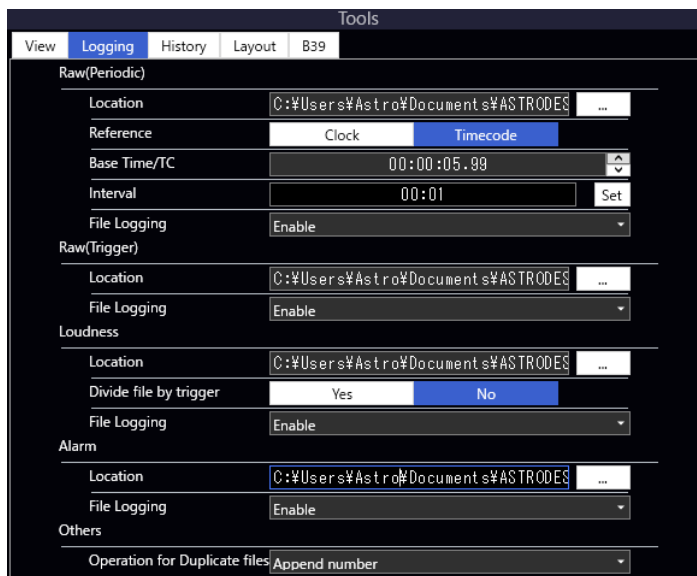 Tools
View Logging History Layout B39
Raw(Periodic)
Location C:¥Users¥Astro¥Documents¥ASTRODES ...
Reference Clock Timecode
Base Time/TC 00:00:05.99
Interval 00:01 Set
File Logging Enable
Raw(Trigger)
Location C:¥Users¥Astro¥Documents¥ASTRODES ...
File Logging Enable
Loudness
Location C:¥Users¥Astro¥Documents¥ASTRODES ...
Divide file by trigger Yes No
File Logging Enable
Alarm
Location C:¥Users¥Astro¥Documents¥ASTRODES ...
File Logging Enable
Others
Operation for Duplicate files Append number